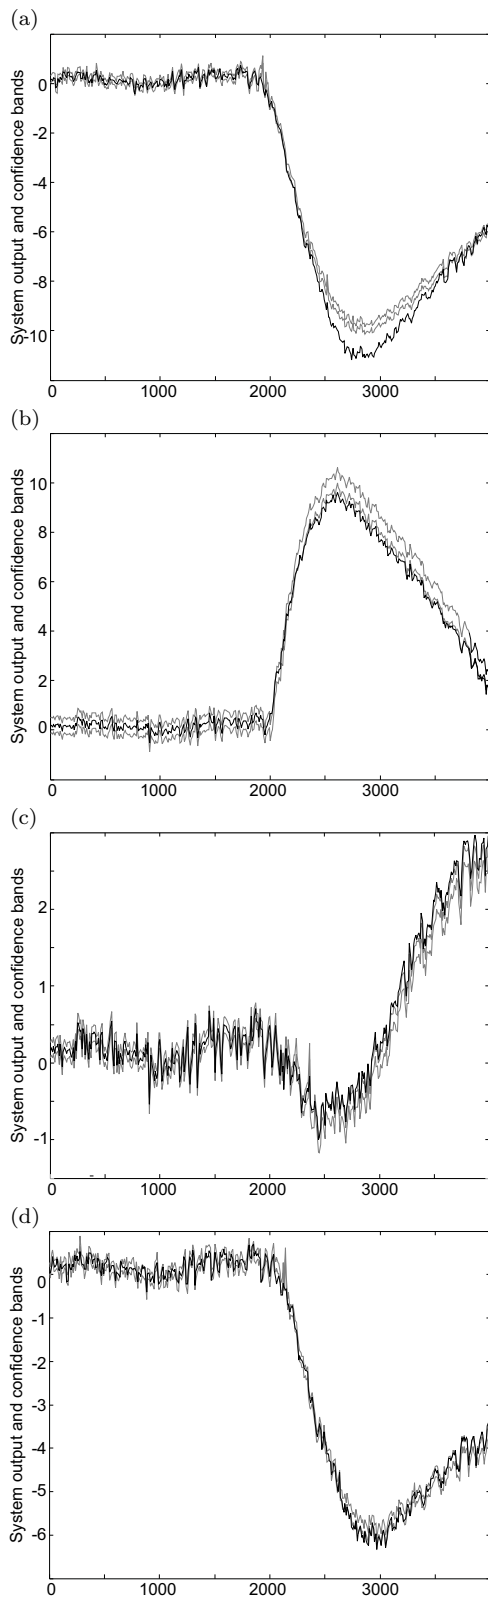 (a)
System output and confidence bands
0
-2
-4
-6
-8
-10
0 1000 2000 3000
(b)
System output and confidence bands
10
8
6
4
2
0
0 1000 2000 3000
(c)
System output and confidence bands
2
1
0
-1
0 1000 2000 3000
(d)
System output and confidence bands
0
-1
-2
-3
-4
-5
-6
0 1000 2000 3000